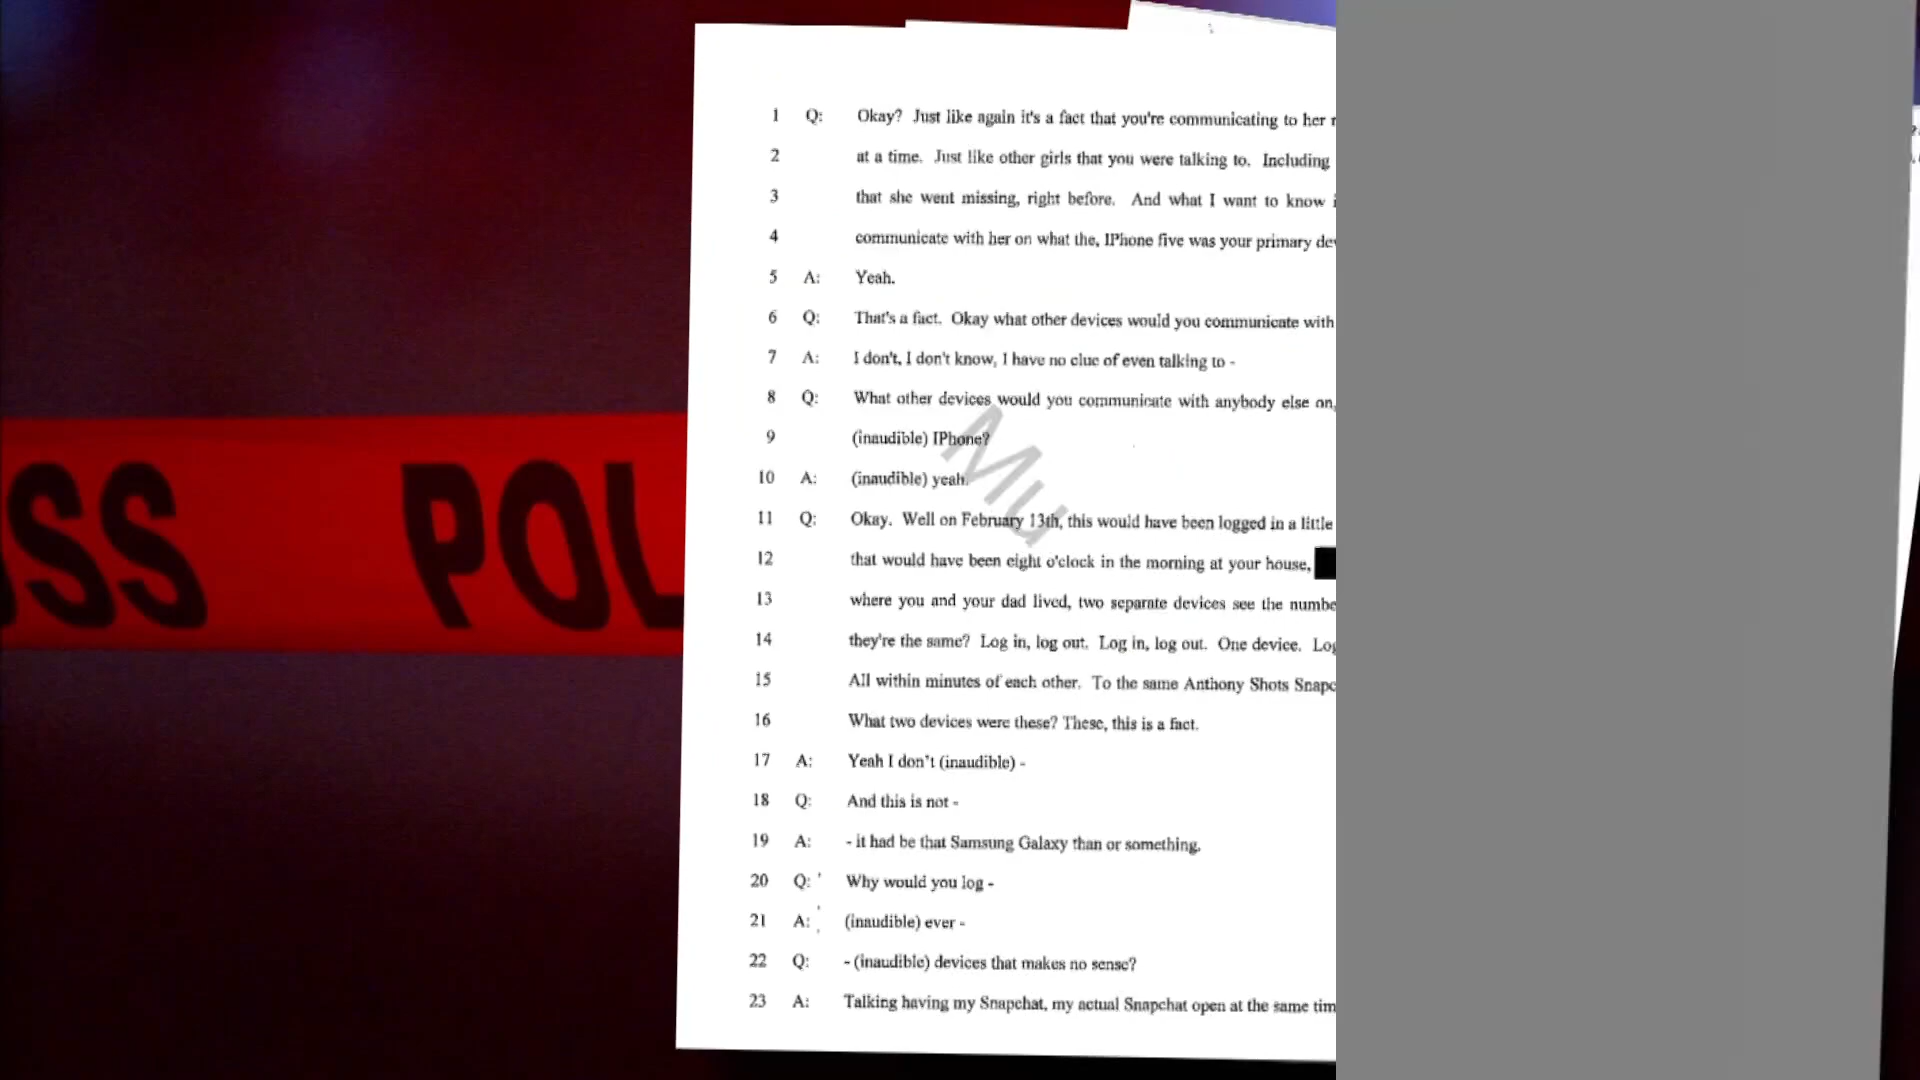 SS POL
1 Q: Okay? Just like again it's a fact that you're communicating to her
2 at a time. Just like other girls that you were talking to. Including
3 that she went missing, right before. And what I want to know
4 communicate with her on what the, IPhone five was your primary
5 A: Yeah.
6 Q: That's a fact. Okay what other devices would you communicate with
7 A: I don't, I don't know, I have no clue of even talking to -
8 Q: What other devices would you communicate with anybody else on,
9 (inaudible) IPhone?
10 A: (inaudible) yeah.
11 Q: Okay. Well on February 13th, this would have been logged in a little
12 that would have been eight o'clock in the morning at your house,
13 where you and your dad lived, two separate devices see the numbe
14 they're the same? Log in, log out. Log in, log out. One device. Log
15 All within minutes of each other. To the same Anthony Shots Snapc
16 What two devices were these? These, this is a fact.
17 A: Yeah I don't (inaudible) -
18 Q: And this is not -
19 A: - it had be that Samsung Galaxy than or something.
20 Q: Why would you log -
21 A: (inaudible) ever -
22 Q: - (inaudible) devices that makes no sense?
23 A: Talking having my Snapchat, my actual Snapchat open at the same tim
Mu